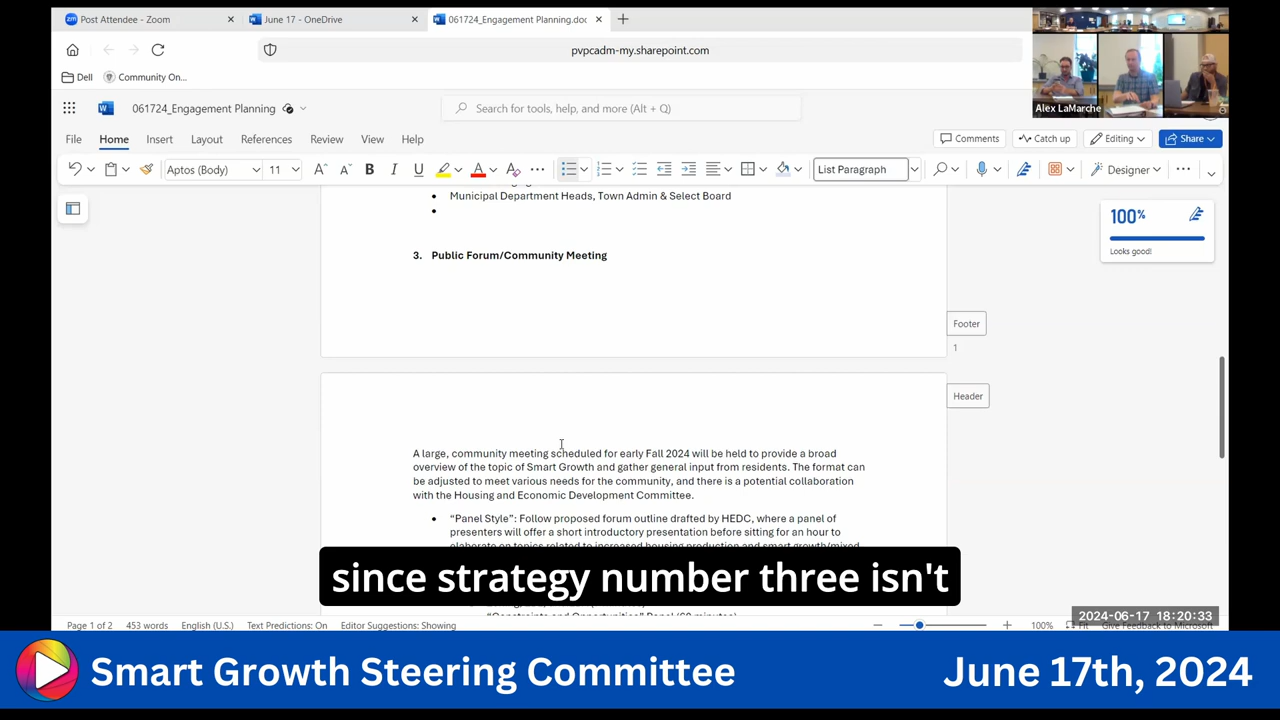 Post Attendee - Zoom
June 17 - OneDrive
061724_Engagement Planning.doc
pvpcadm-my.sharepoint.com
Dell
Community On...
Alex LaMarche
061724_Engagement Planning
Search for tools, help, and more (Alt + Q)
File Home Insert Layout References Review View Help
Comments Catch up Editing Share
Aptos (Body) 11 List Paragraph Designer
• Municipal Department Heads, Town Admin & Select Board
•
100%
Looks good!
3. Public Forum/Community Meeting
Footer
1
Header
A large, community meeting scheduled for early Fall 2024 will be held to provide a broad
overview of the topic of Smart Growth and gather general input from residents. The format can
be adjusted to meet various needs for the community, and there is a potential collaboration
with the Housing and Economic Development Committee.
• “Panel Style”: Follow proposed forum outline drafted by HEDC, where a panel of
presenters will offer a short introductory presentation before sitting for an hour to
since strategy number three isn't
Page 1 of 2 453 words English (U.S.) Text Predictions: On Editor Suggestions: Showing
100% Fit Give Feedback to Microsoft
2024-06-17 18:20:33
Smart Growth Steering Committee
June 17th, 2024